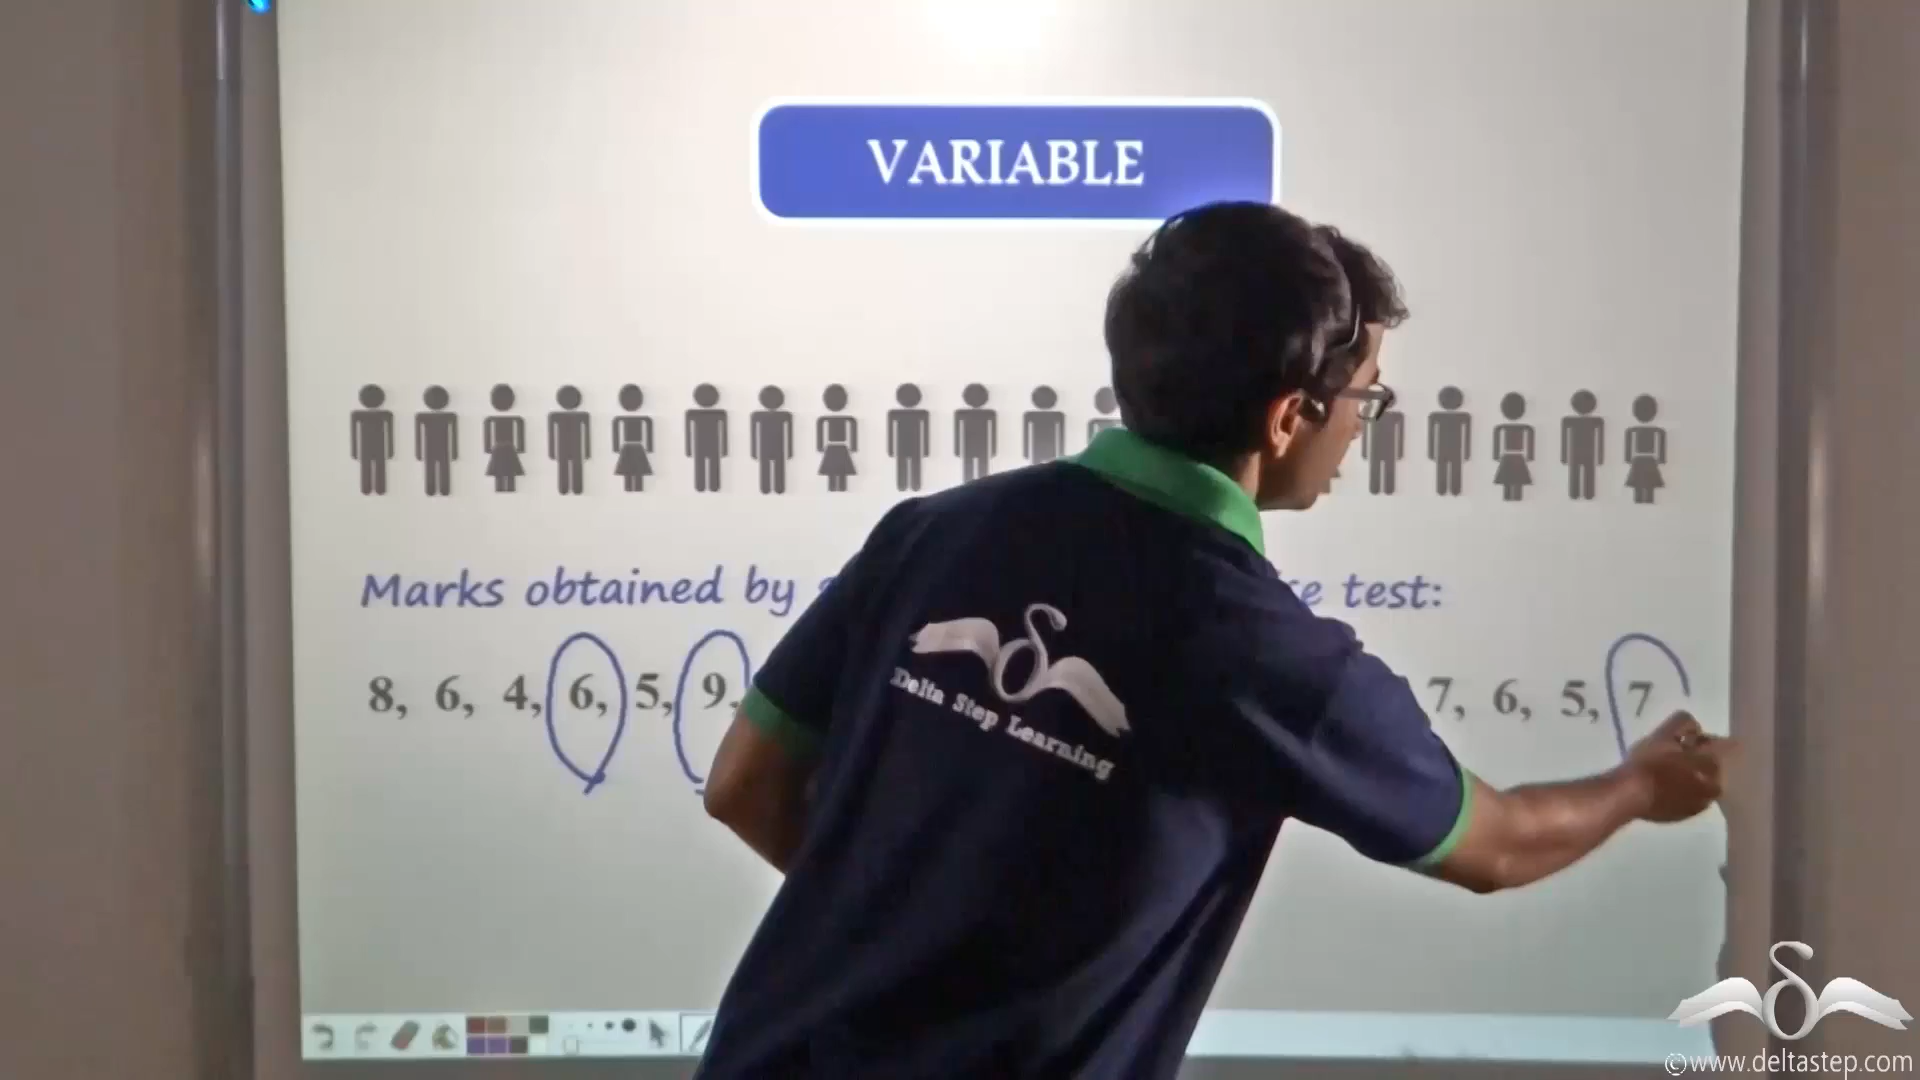 VARIABLE
Marks obtained by
test:
8, 6, 4, 6, 5, 9,
7, 6, 5, 7
Delta Step Learning
©www.deltastep.com